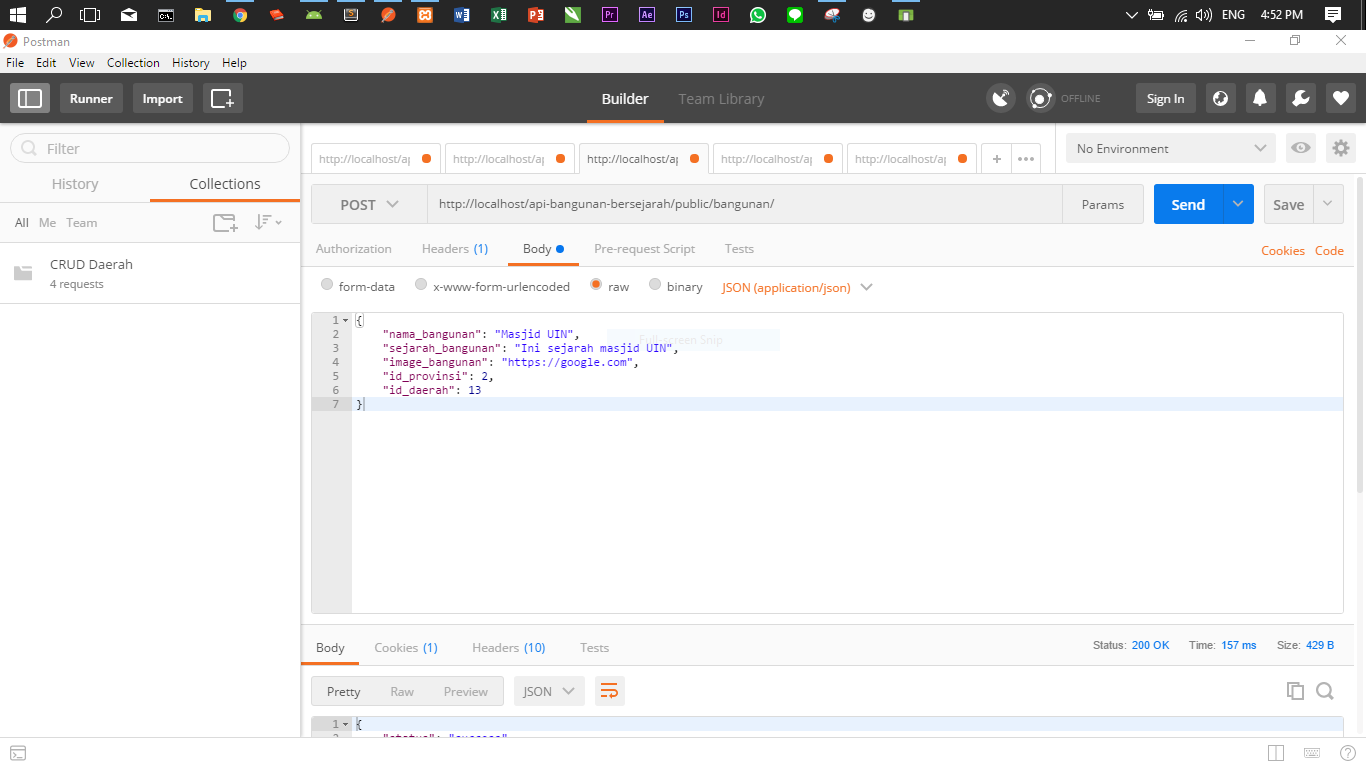 ENG 4:52 PM
Postman
File Edit View Collection History Help
Runner Import Builder Team Library OFFLINE Sign In
Filter
History Collections
All Me Team
CRUD Daerah
4 requests
http://localhost/ap http://localhost/ap http://localhost/ap http://localhost/ap http://localhost/ap + ••• No Environment
POST http://localhost/api-bangunan-bersejarah/public/bangunan/ Params Send Save
Authorization Headers (1) Body Pre-request Script Tests Cookies Code
form-data x-www-form-urlencoded raw binary JSON (application/json)
1 {
2 "nama_bangunan": "Masjid UIN",
Full-screen Snip
3 "sejarah_bangunan": "Ini sejarah masjid UIN",
4 "image_bangunan": "https://google.com",
5 "id_provinsi": 2,
6 "id_daerah": 13
7 }
Body Cookies (1) Headers (10) Tests Status: 200 OK Time: 157 ms Size: 429 B
Pretty Raw Preview JSON
1 {